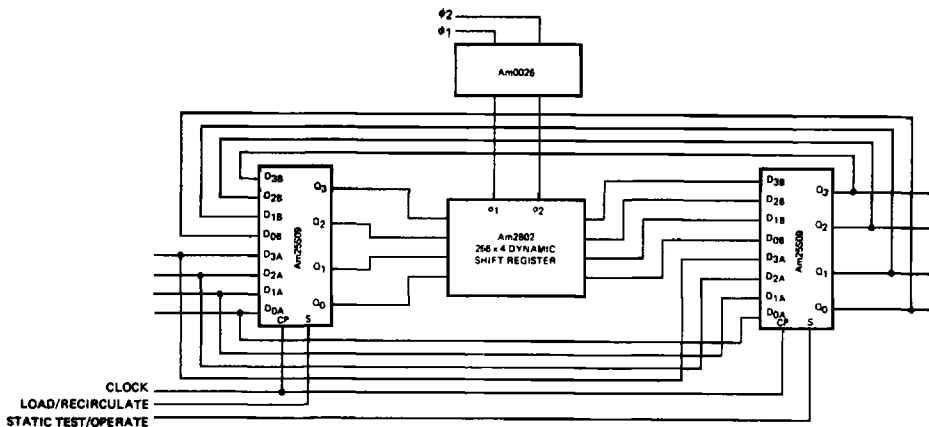 ϕ2
ϕ1
Am0026
D3B
D2B
D1B
D0B
D3A
D2A
D1A
D0A
CP
S
Am25S09
Q3
Q2
Q1
Q0
ϕ1
ϕ2
Am2802
256 x 4 DYNAMIC
SHIFT REGISTER
D3B
D2B
D1B
D0B
D3A
D2A
D1A
D0A
CP
S
Am25S09
Q3
Q2
Q1
Q0
CLOCK
LOAD/RECIRCULATE
STATIC TEST/OPERATE